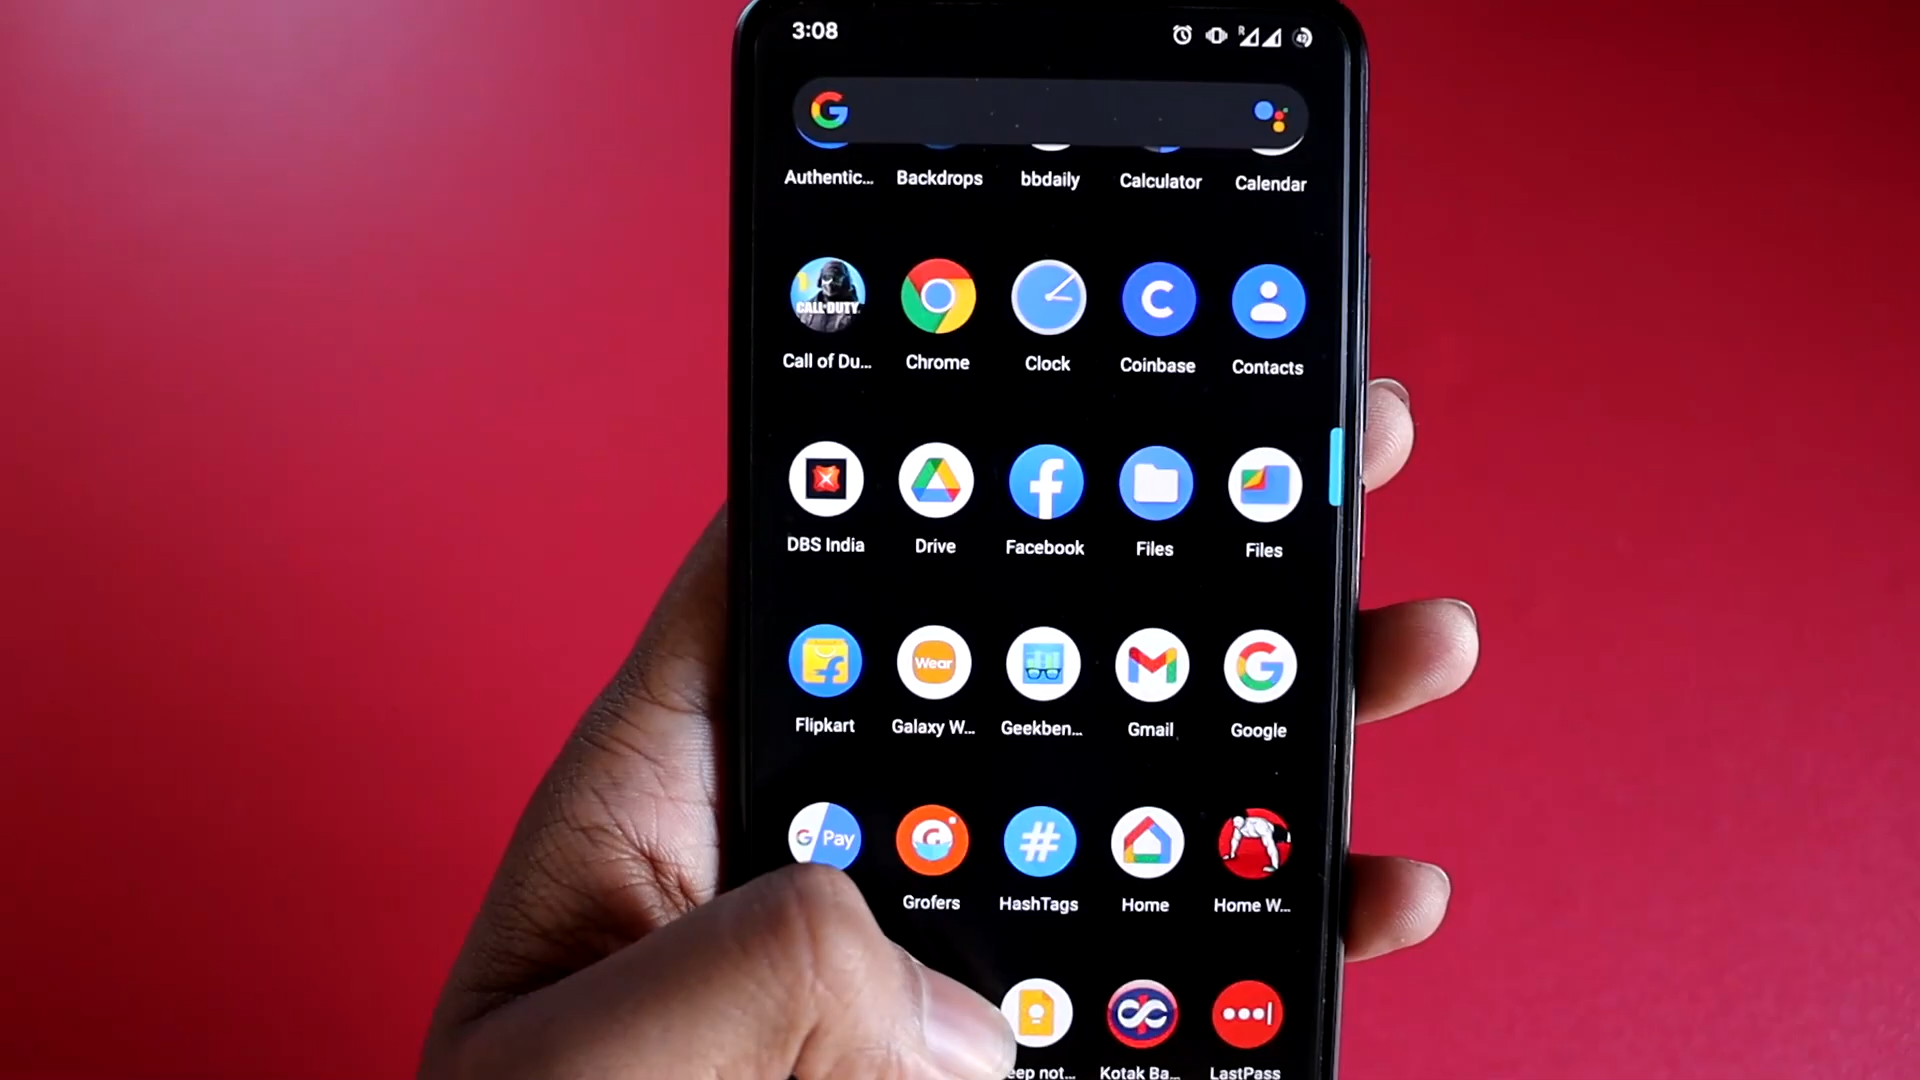 3:08
R
47
G
Authentic... Backdrops bbdaily Calculator Calendar
CALL·DUTY C
Call of Du... Chrome Clock Coinbase Contacts
f
DBS India Drive Facebook Files Files
f Wear M G
Flipkart Galaxy W... Geekben... Gmail Google
G Pay G #
Grofers HashTags Home Home W...
eep not... Kotak Ba... LastPass